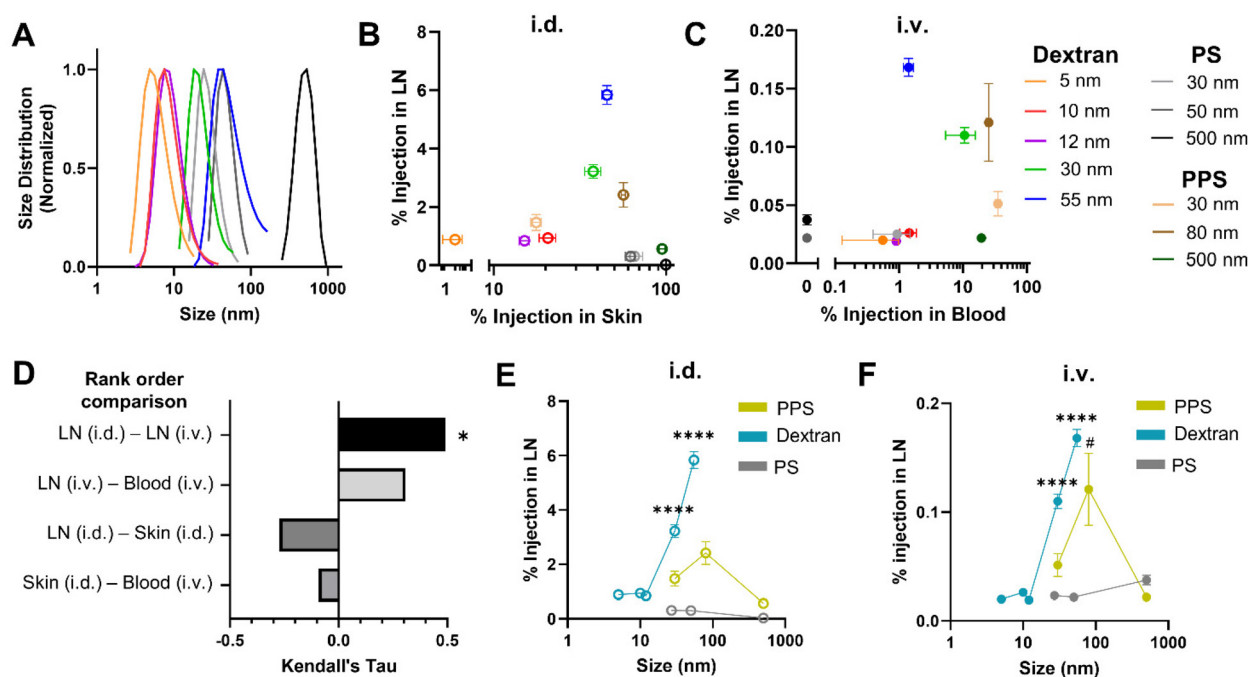 A
Size Distribution
(Normalized)
1.0
0.5
0.0
1
10
100
1000
Size (nm)
B
i.d.
% Injection in LN
8
6
4
2
0
1
10
100
% Injection in Skin
C
i.v.
% Injection in LN
0.20
0.15
0.10
0.05
0.00
0
0.1
1
10
100
% Injection in Blood
Dextran
5 nm
10 nm
12 nm
30 nm
55 nm
PS
30 nm
50 nm
500 nm
PPS
30 nm
80 nm
500 nm
D
Rank order
comparison
LN (i.d.) – LN (i.v.)
LN (i.v.) – Blood (i.v.)
LN (i.d.) – Skin (i.d.)
Skin (i.d.) – Blood (i.v.)
*
-0.5
0.0
0.5
Kendall's Tau
E
i.d.
% Injection in LN
8
6
4
2
0
1
10
100
1000
Size (nm)
PPS
Dextran
PS
****
****
F
i.v.
% injection in LN
0.2
0.1
0.0
1
10
100
1000
Size (nm)
PPS
Dextran
PS
****
#
****